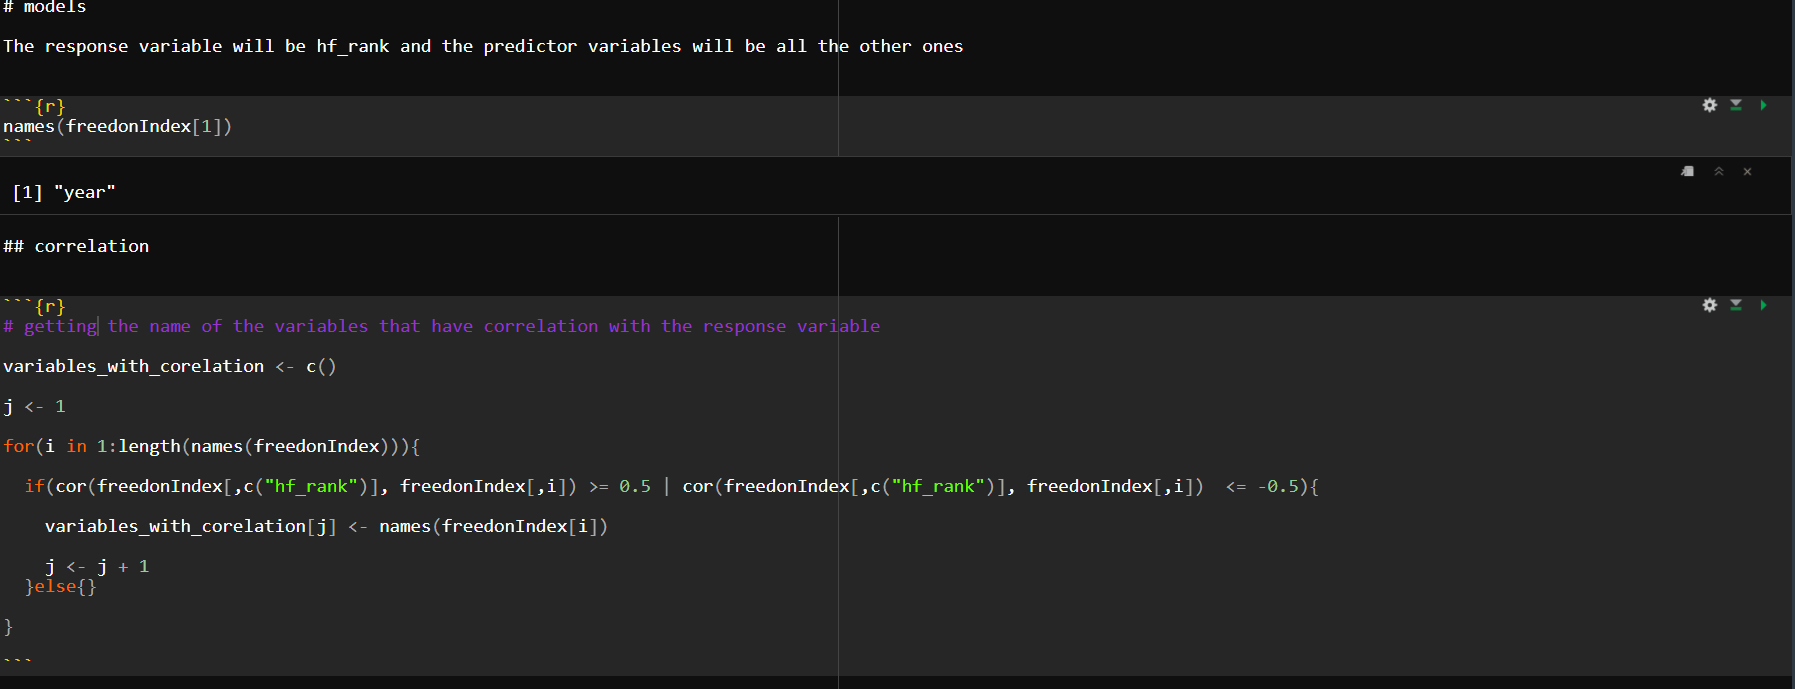 # models
The response variable will be hf_rank and the predictor variables will be all the other ones
```{r}
names(freedonIndex[1])
```
[1] "year"
## correlation
```{r}
# getting the name of the variables that have correlation with the response variable
variables_with_corelation <- c()
j <- 1
for(i in 1:length(names(freedonIndex))){
if(cor(freedonIndex[,c("hf_rank")], freedonIndex[,i]) >= 0.5 | cor(freedonIndex[,c("hf_rank")], freedonIndex[,i])  <= -0.5){
variables_with_corelation[j] <- names(freedonIndex[i])
j <- j + 1
}else{}
}
```